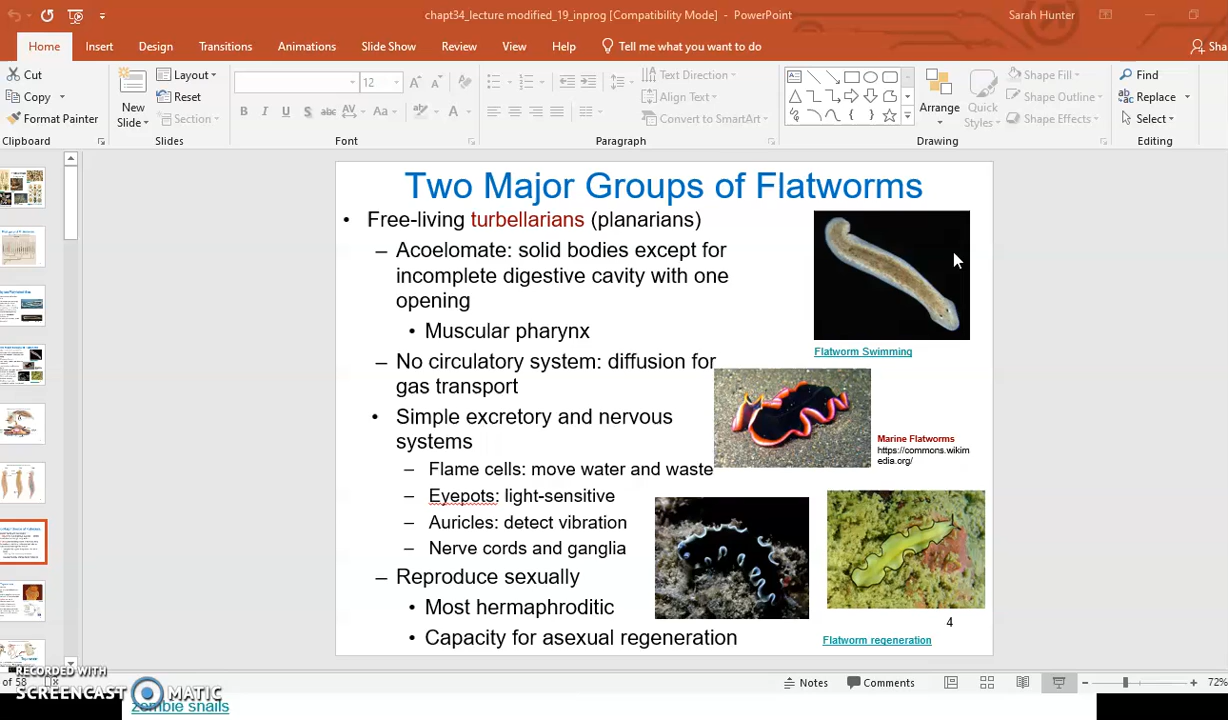 chapt34_lecture modified_19_inprog [Compatibility Mode] - PowerPoint
Sarah Hunter
Home Insert Design Transitions Animations Slide Show Review View Help Tell me what you want to do Sha
Cut
Copy
Format Painter
Clipboard
New Slide
Layout
Reset
Section
Slides
12
Font
Text Direction
Align Text
Convert to SmartArt
Paragraph
Arrange
Quick Styles
Shape Fill
Shape Outline
Shape Effects
Drawing
Find
Replace
Select
Editing
Two Major Groups of Flatworms
• Free-living turbellarians (planarians)
– Acoelomate: solid bodies except for
incomplete digestive cavity with one
opening
• Muscular pharynx
– No circulatory system: diffusion for
gas transport
• Simple excretory and nervous
systems
– Flame cells: move water and waste
– Eyepots: light-sensitive
– Auricles: detect vibration
– Nerve cords and ganglia
– Reproduce sexually
• Most hermaphroditic
• Capacity for asexual regeneration
Flatworm Swimming
Marine Flatworms
https://commons.wikim
edia.org/
4
Flatworm regeneration
of 58
Notes
Comments
72%
RECORDED WITH
SCREENCAST MATIC
zombie snails